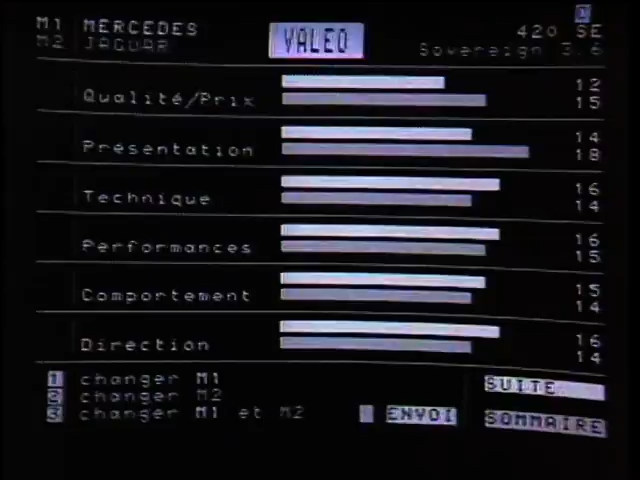 1
M1 MERCEDES VALEO 420 SE
M2 JAGUAR Sovereign 3.6
Qualité/Prix 12
15
Présentation 14
18
Technique 16
14
Performances 16
15
Comportement 15
14
Direction 16
14
1 changer M1 SUITE
2 changer M2
3 changer M1 et M2 ENVOI SOMMAIRE